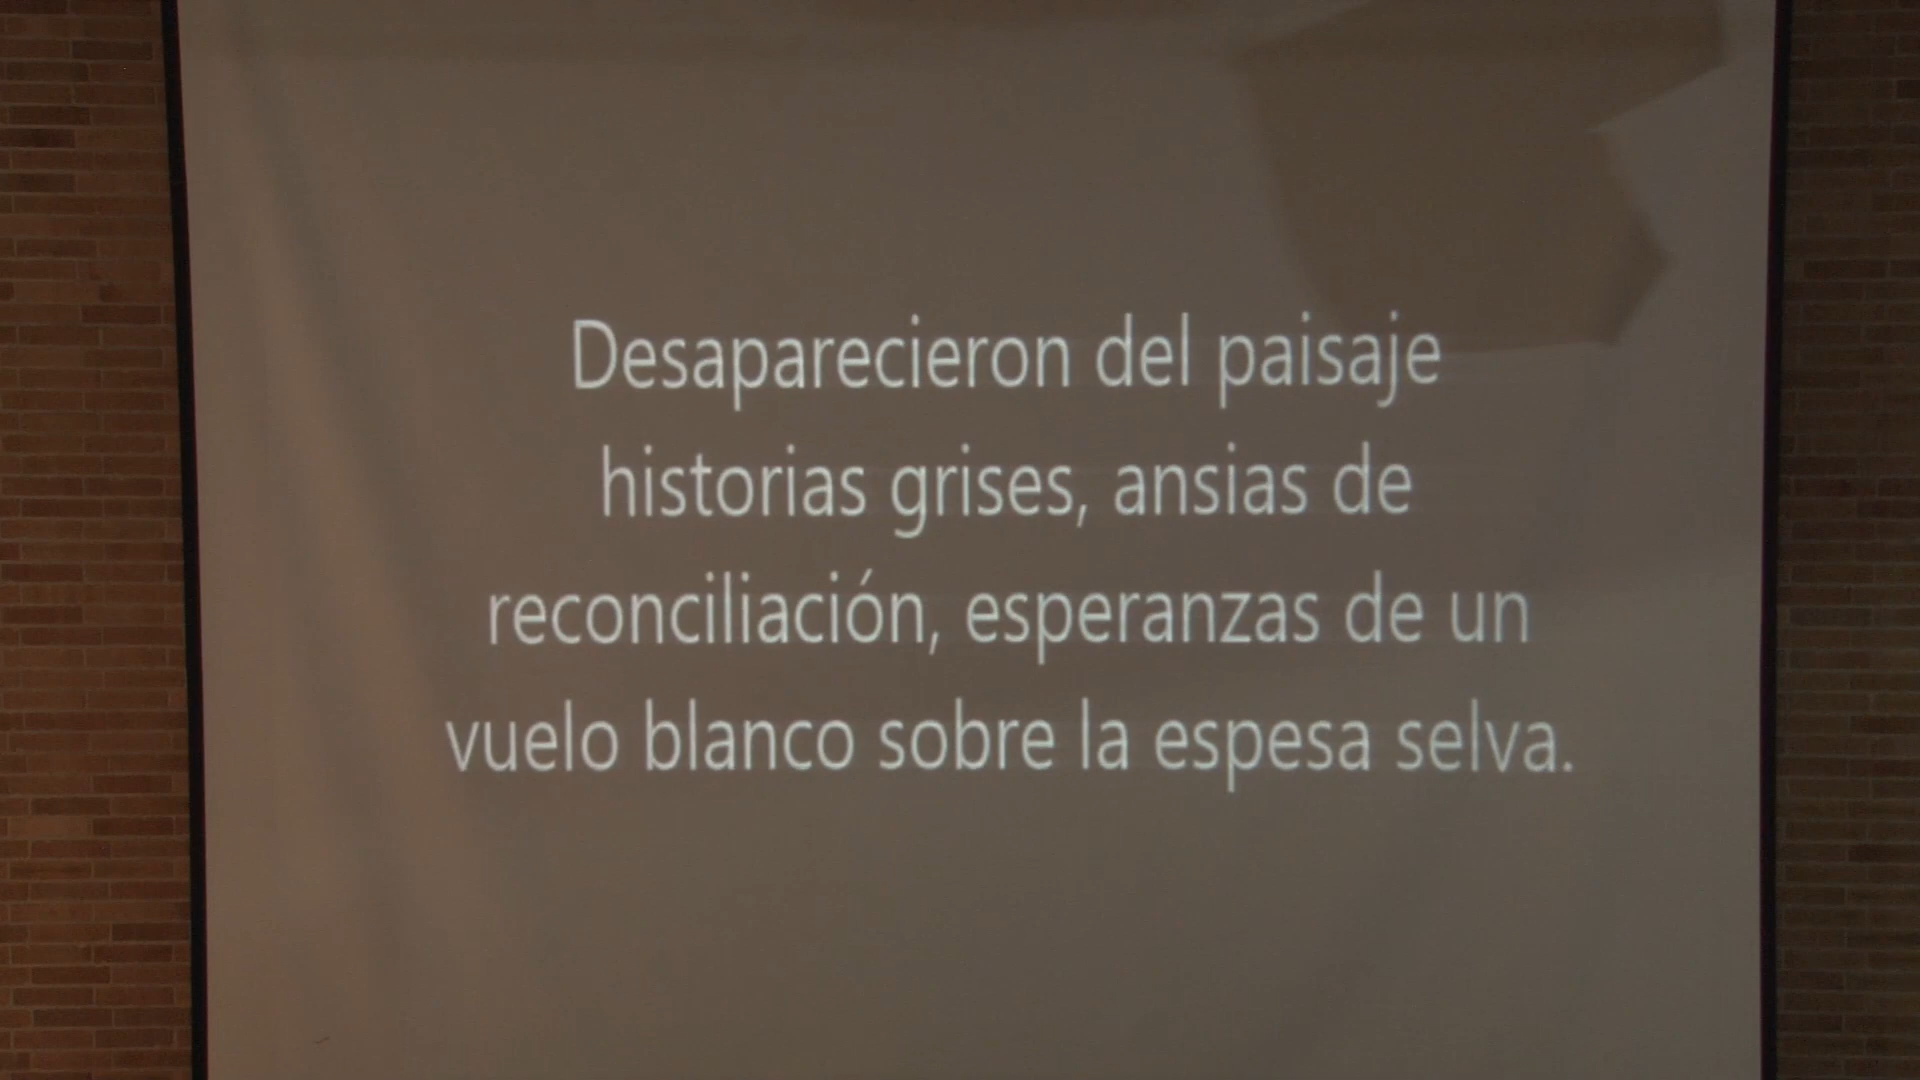 Desaparecieron del paisaje
historias grises, ansias de
reconciliación, esperanzas de un
vuelo blanco sobre la espesa selva.